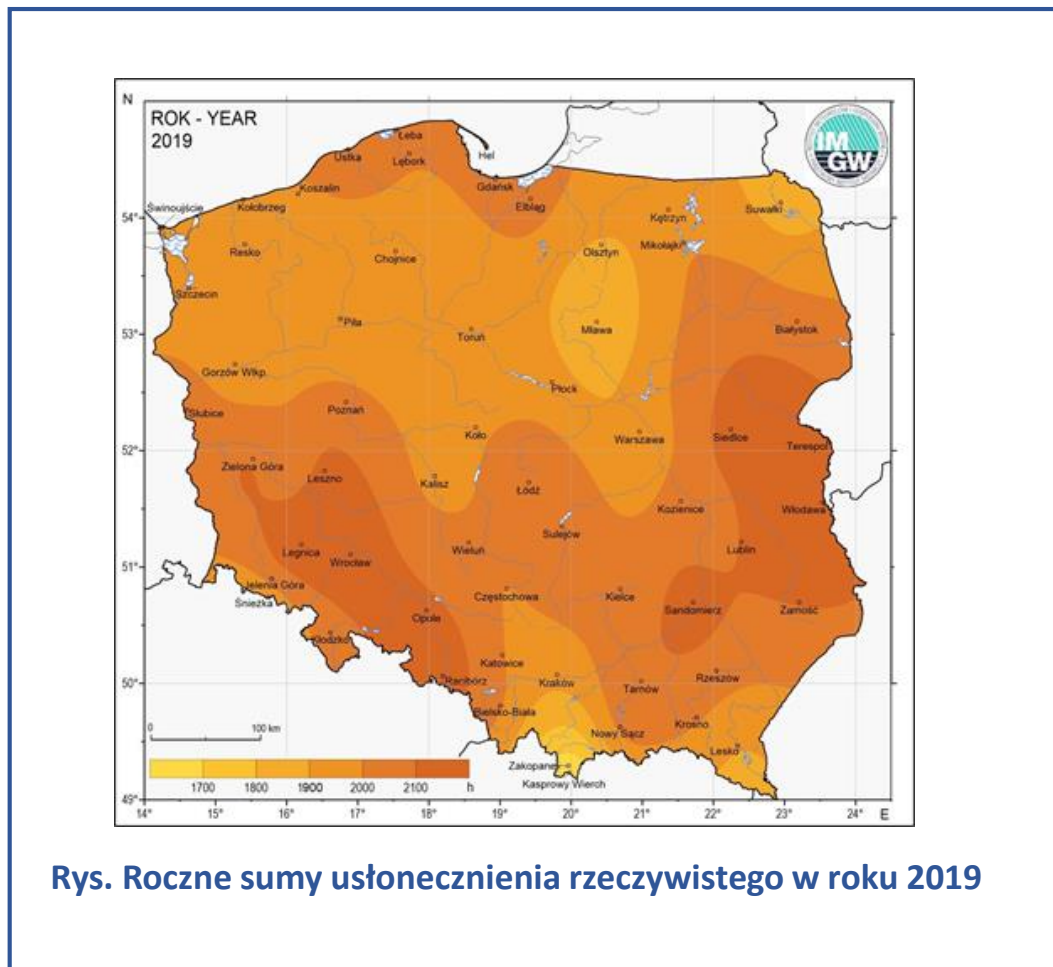 N
ROK - YEAR
2019
IM
GW
Łeba
Ustka
Lębork
Hel
Koszalin
Gdańsk
Elbląg
Kołobrzeg
Świnoujście
Suwałki
Kętrzyn
Resko
Chojnice
Olsztyn
Mikołajki
Szczecin
Piła
Toruń
Mława
Białystok
Gorzów Wlkp.
Płock
Słubice
Poznań
Koło
Warszawa
Siedlce
Terespol
Zielona Góra
Leszno
Kalisz
Łódź
Kozienice
Włodawa
Sulejów
Legnica
Wrocław
Wieluń
Lublin
Jelenia Góra
Śnieżka
Częstochowa
Kielce
Sandomierz
Zamość
Opole
Kłodzko
Katowice
Racibórz
Kraków
Tarnów
Rzeszów
Bielsko-Biała
Nowy Sącz
Krosno
Lesko
Zakopane
Kasprowy Wierch
54°
53°
52°
51°
50°
49°
0 100 km
1700 1800 1900 2000 2100 h
14° 15° 16° 17° 18° 19° 20° 21° 22° 23° 24° E
Rys. Roczne sumy usłonecznienia rzeczywistego w roku 2019